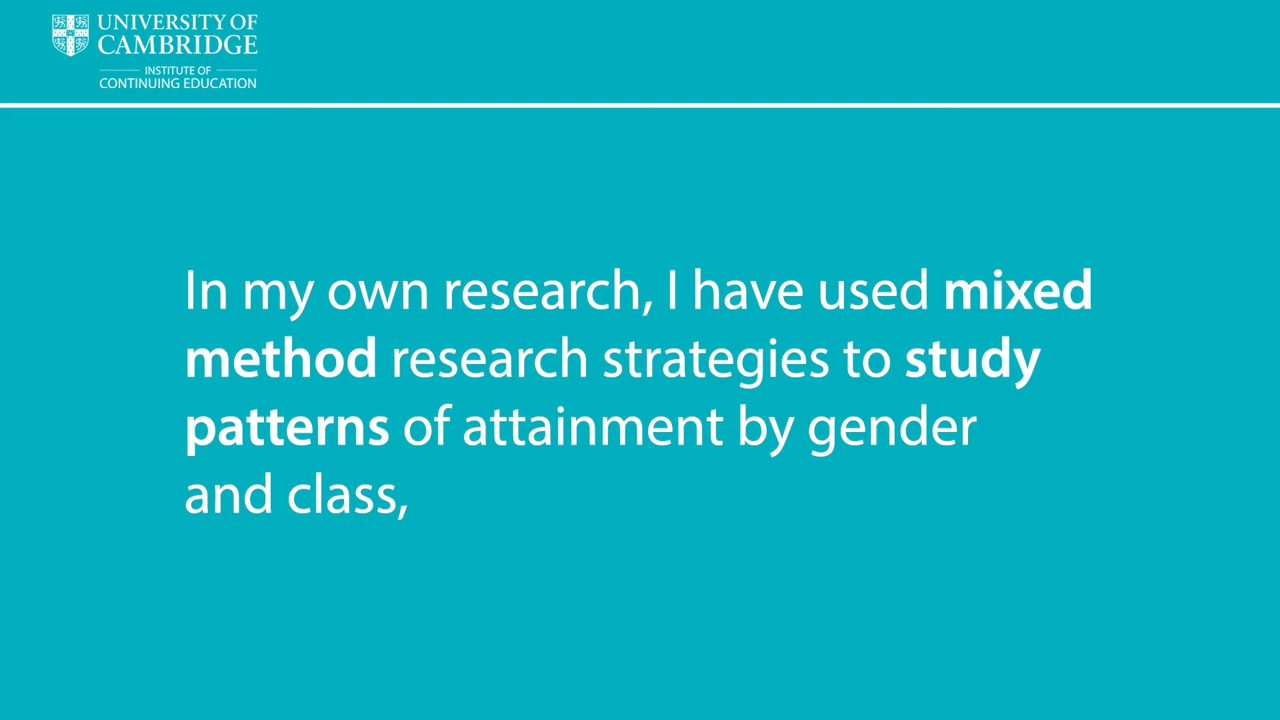 UNIVERSITY OF
CAMBRIDGE
INSTITUTE OF
CONTINUING EDUCATION
In my own research, I have used mixed
method research strategies to study
patterns of attainment by gender
and class,